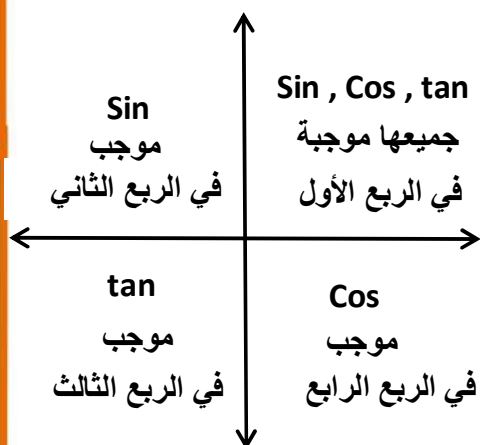 Sin , Cos , tan
جميعها موجبة
في الربع الأول
Sin
موجب
في الربع الثاني
tan
موجب
في الربع الثالث
Cos
موجب
في الربع الرابع